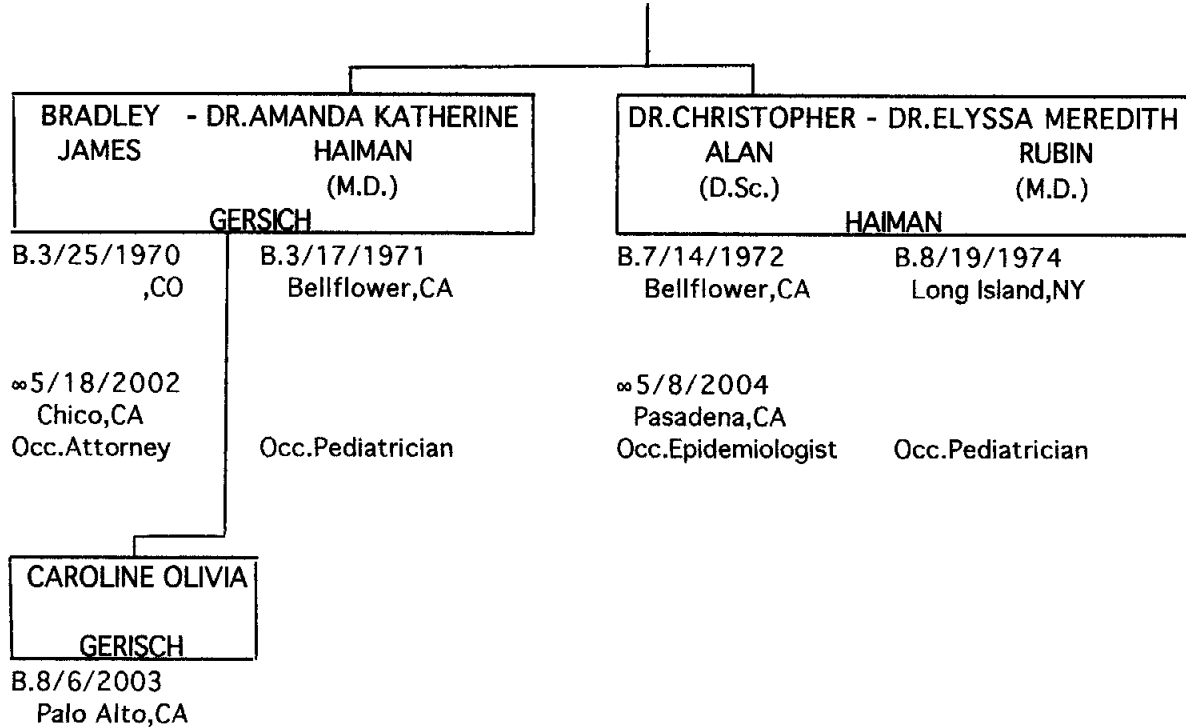 BRADLEY - DR.AMANDA KATHERINE
JAMES HAIMAN
(M.D.)
GERSICH
B.3/25/1970 B.3/17/1971
,CO Bellflower,CA
∞5/18/2002
Chico,CA
Occ.Attorney Occ.Pediatrician
DR.CHRISTOPHER - DR.ELYSSA MEREDITH
ALAN RUBIN
(D.Sc.) (M.D.)
HAIMAN
B.7/14/1972 B.8/19/1974
Bellflower,CA Long Island,NY
∞5/8/2004
Pasadena,CA
Occ.Epidemiologist Occ.Pediatrician
CAROLINE OLIVIA
GERISCH
B.8/6/2003
Palo Alto,CA